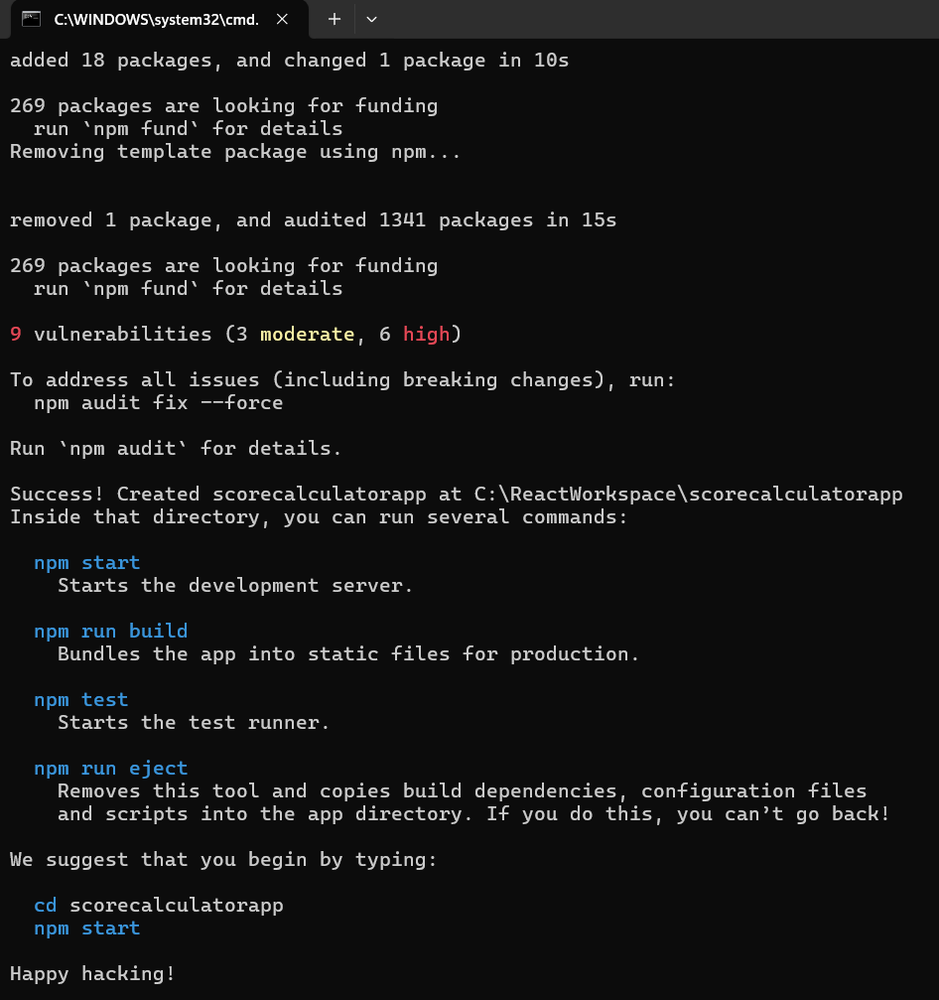 C:\WINDOWS\system32\cmd.
added 18 packages, and changed 1 package in 10s
269 packages are looking for funding
run `npm fund` for details
Removing template package using npm...
removed 1 package, and audited 1341 packages in 15s
269 packages are looking for funding
run `npm fund` for details
9 vulnerabilities (3 moderate, 6 high)
To address all issues (including breaking changes), run:
npm audit fix --force
Run `npm audit` for details.
Success! Created scorecalculatorapp at C:\ReactWorkspace\scorecalculatorapp
Inside that directory, you can run several commands:
npm start
Starts the development server.
npm run build
Bundles the app into static files for production.
npm test
Starts the test runner.
npm run eject
Removes this tool and copies build dependencies, configuration files
and scripts into the app directory. If you do this, you can’t go back!
We suggest that you begin by typing:
cd scorecalculatorapp
npm start
Happy hacking!